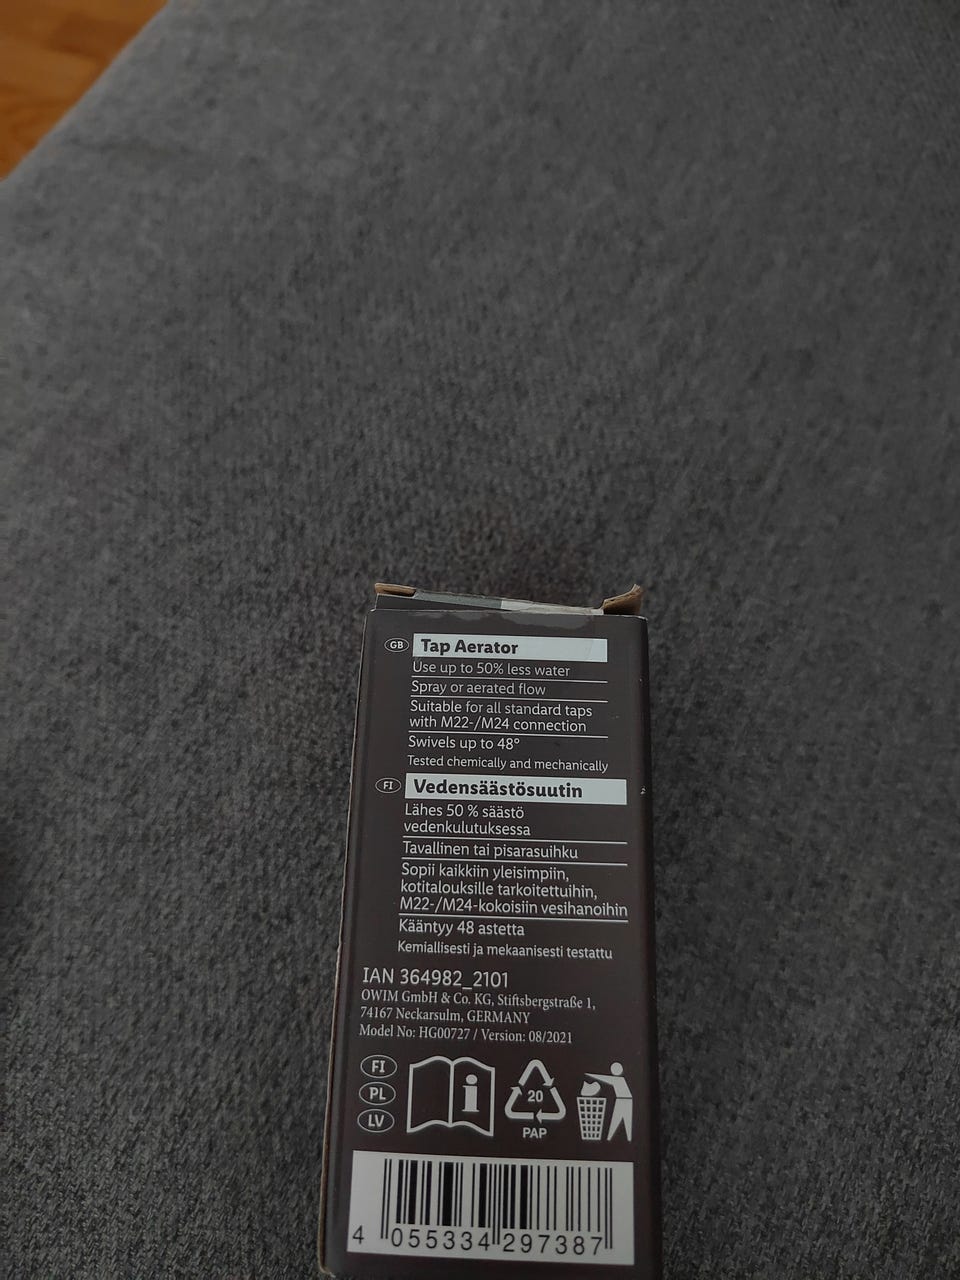 GB Tap Aerator
Use up to 50% less water
Spray or aerated flow
Suitable for all standard taps
with M22-/M24 connection
Swivels up to 48°
Tested chemically and mechanically
FI Vedensäästösuutin
Lähes 50 % säästö
vedenkulutuksessa
Tavallinen tai pisarasuihku
Sopii kaikkiin yleisimpiin,
kotitalouksille tarkoitettuihin,
M22-/M24-kokoisiin vesihanoihin
Kääntyy 48 astetta
Kemiallisesti ja mekaanisesti testattu
IAN 364982_2101
OWIM GmbH & Co. KG, Stiftsbergstraße 1,
74167 Neckarsulm, GERMANY
Model No: HG00727 / Version: 08/2021
FI
PL
LV
i
20
PAP
4 055334 297387